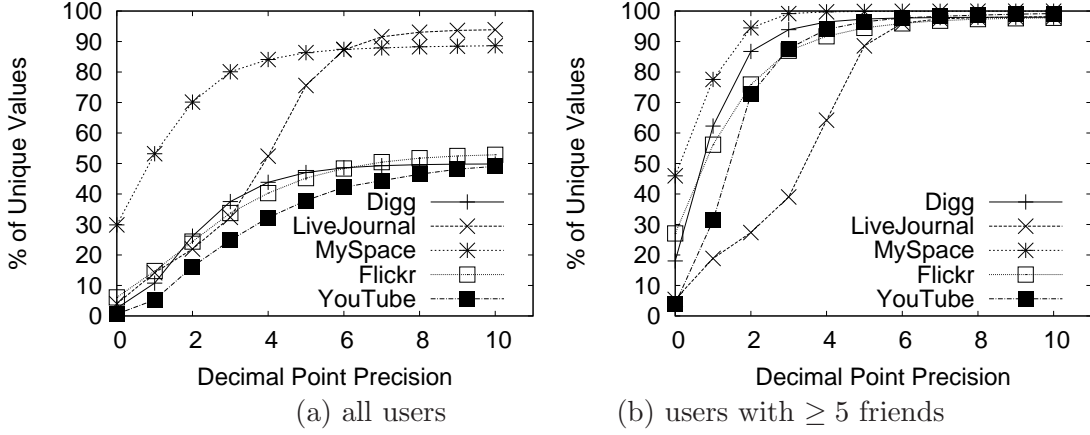 % of Unique Values
100
90
80
70
60
50
40
30
20
10
0
0 2 4 6 8 10
Decimal Point Precision
Digg
LiveJournal
MySpace
Flickr
YouTube
(a) all users
% of Unique Values
100
90
80
70
60
50
40
30
20
10
0
0 2 4 6 8 10
Decimal Point Precision
Digg
LiveJournal
MySpace
Flickr
YouTube
(b) users with ≥ 5 friends